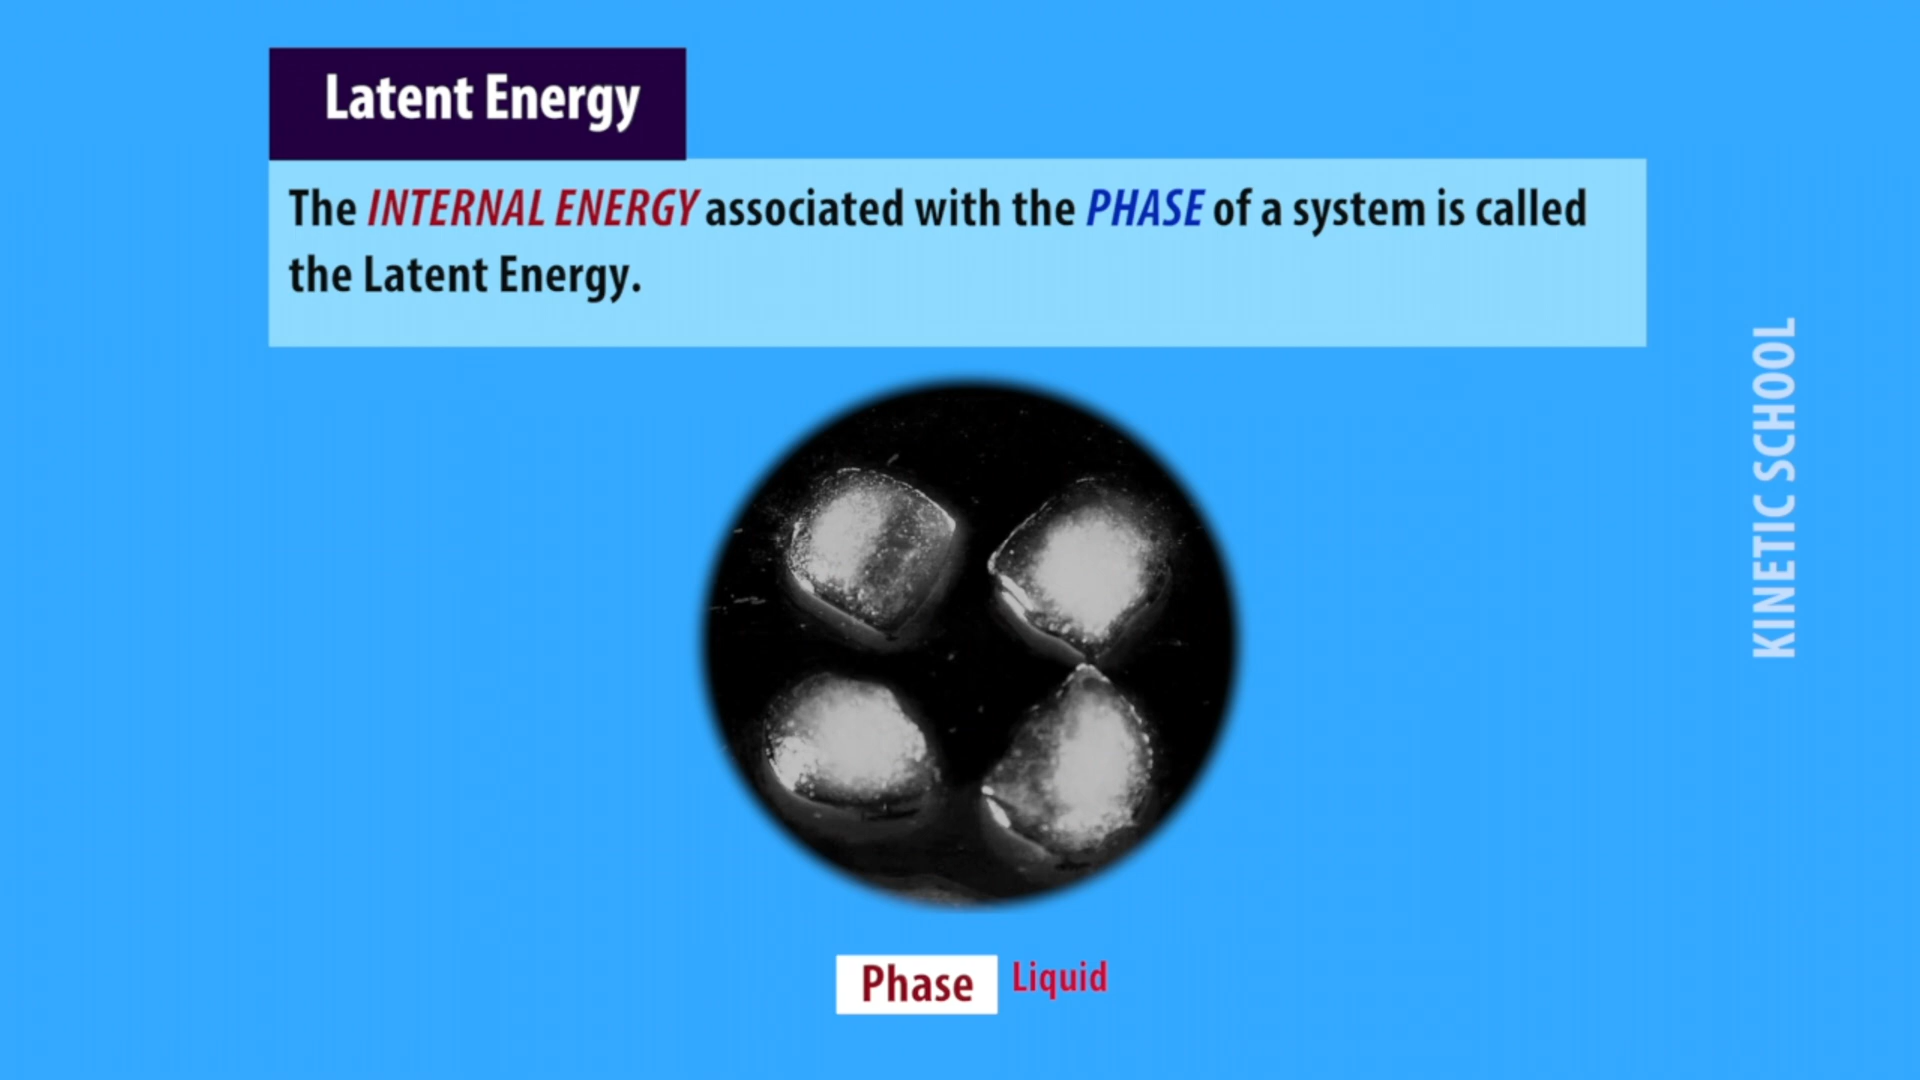 Latent Energy
The INTERNAL ENERGY associated with the PHASE of a system is called
the Latent Energy.
KINETIC SCHOOL
Phase Liquid